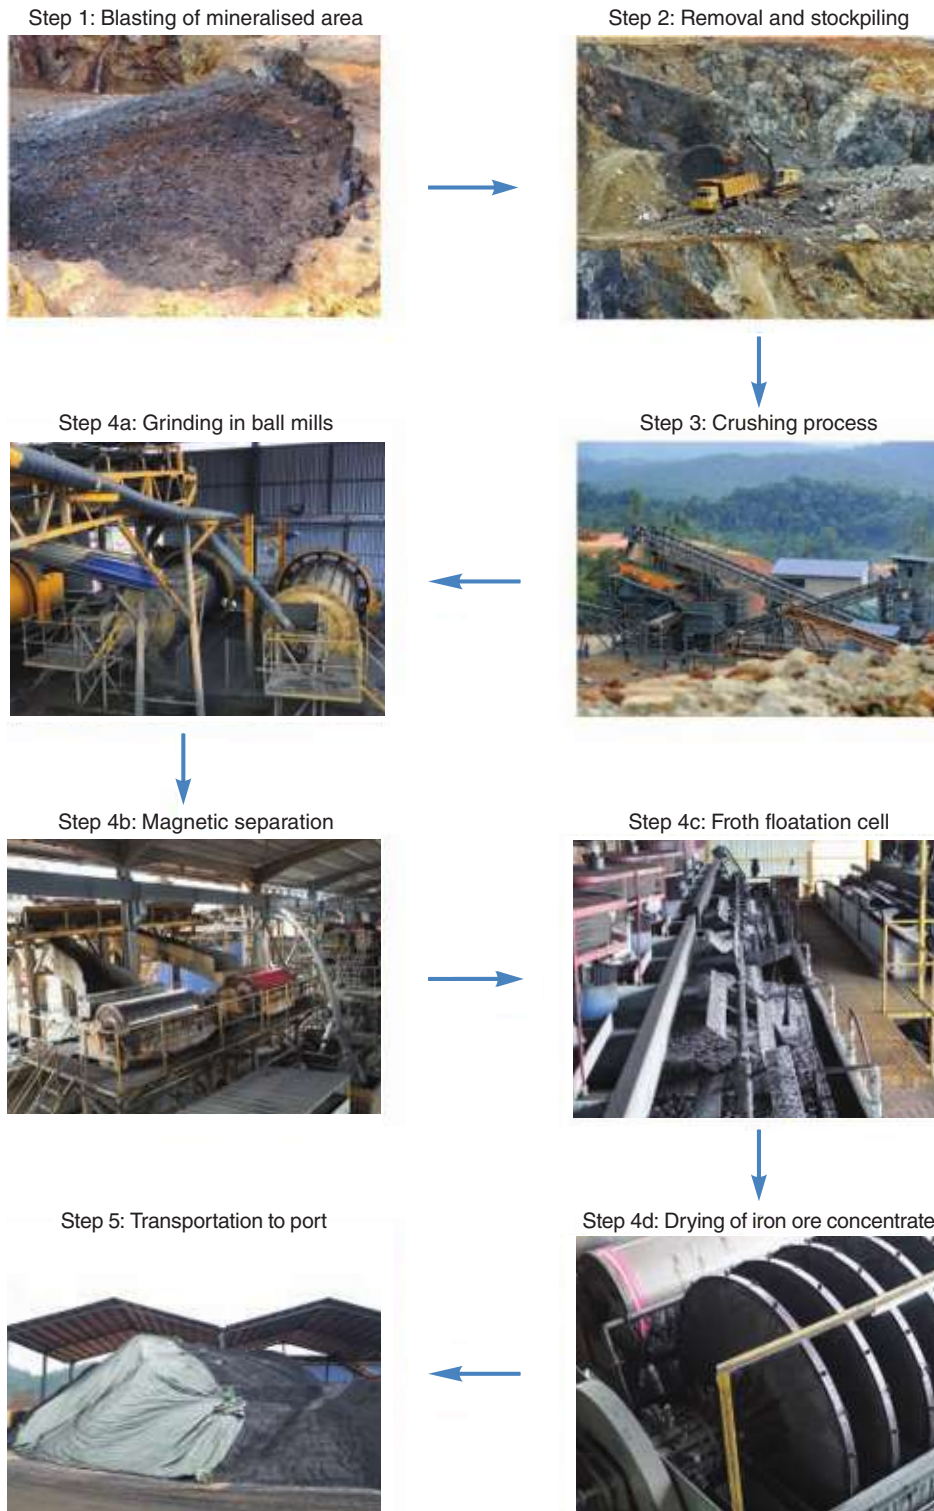 Step 1: Blasting of mineralised area
Step 2: Removal and stockpiling
Step 3: Crushing process
Step 4a: Grinding in ball mills
Step 4b: Magnetic separation
Step 4c: Froth floatation cell
Step 4d: Drying of iron ore concentrate
Step 5: Transportation to port